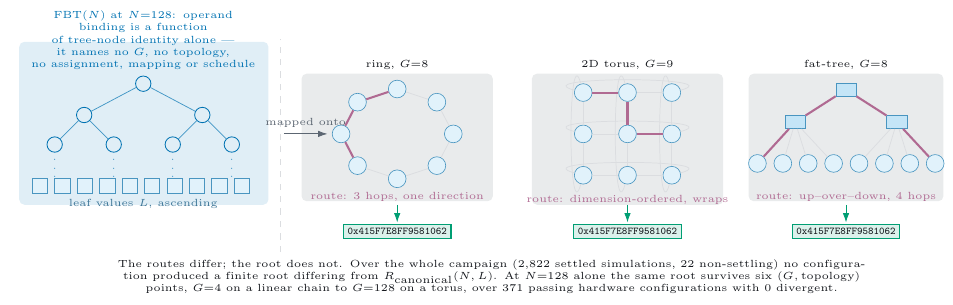 FBT(N) at N=128: operand
binding is a function
of tree-node identity alone —
it names no G, no topology,
no assignment, mapping or schedule
leaf values L, ascending
mapped onto
ring, G=8
route: 3 hops, one direction
0x415F7E8FF9581062
2D torus, G=9
route: dimension-ordered, wraps
0x415F7E8FF9581062
fat-tree, G=8
route: up–over–down, 4 hops
0x415F7E8FF9581062
The routes differ; the root does not. Over the whole campaign (2,822 settled simulations, 22 non-settling) no configura-
tion produced a finite root differing from R_canonical(N, L). At N=128 alone the same root survives six (G, topology)
points, G=4 on a linear chain to G=128 on a torus, over 371 passing hardware configurations with 0 divergent.